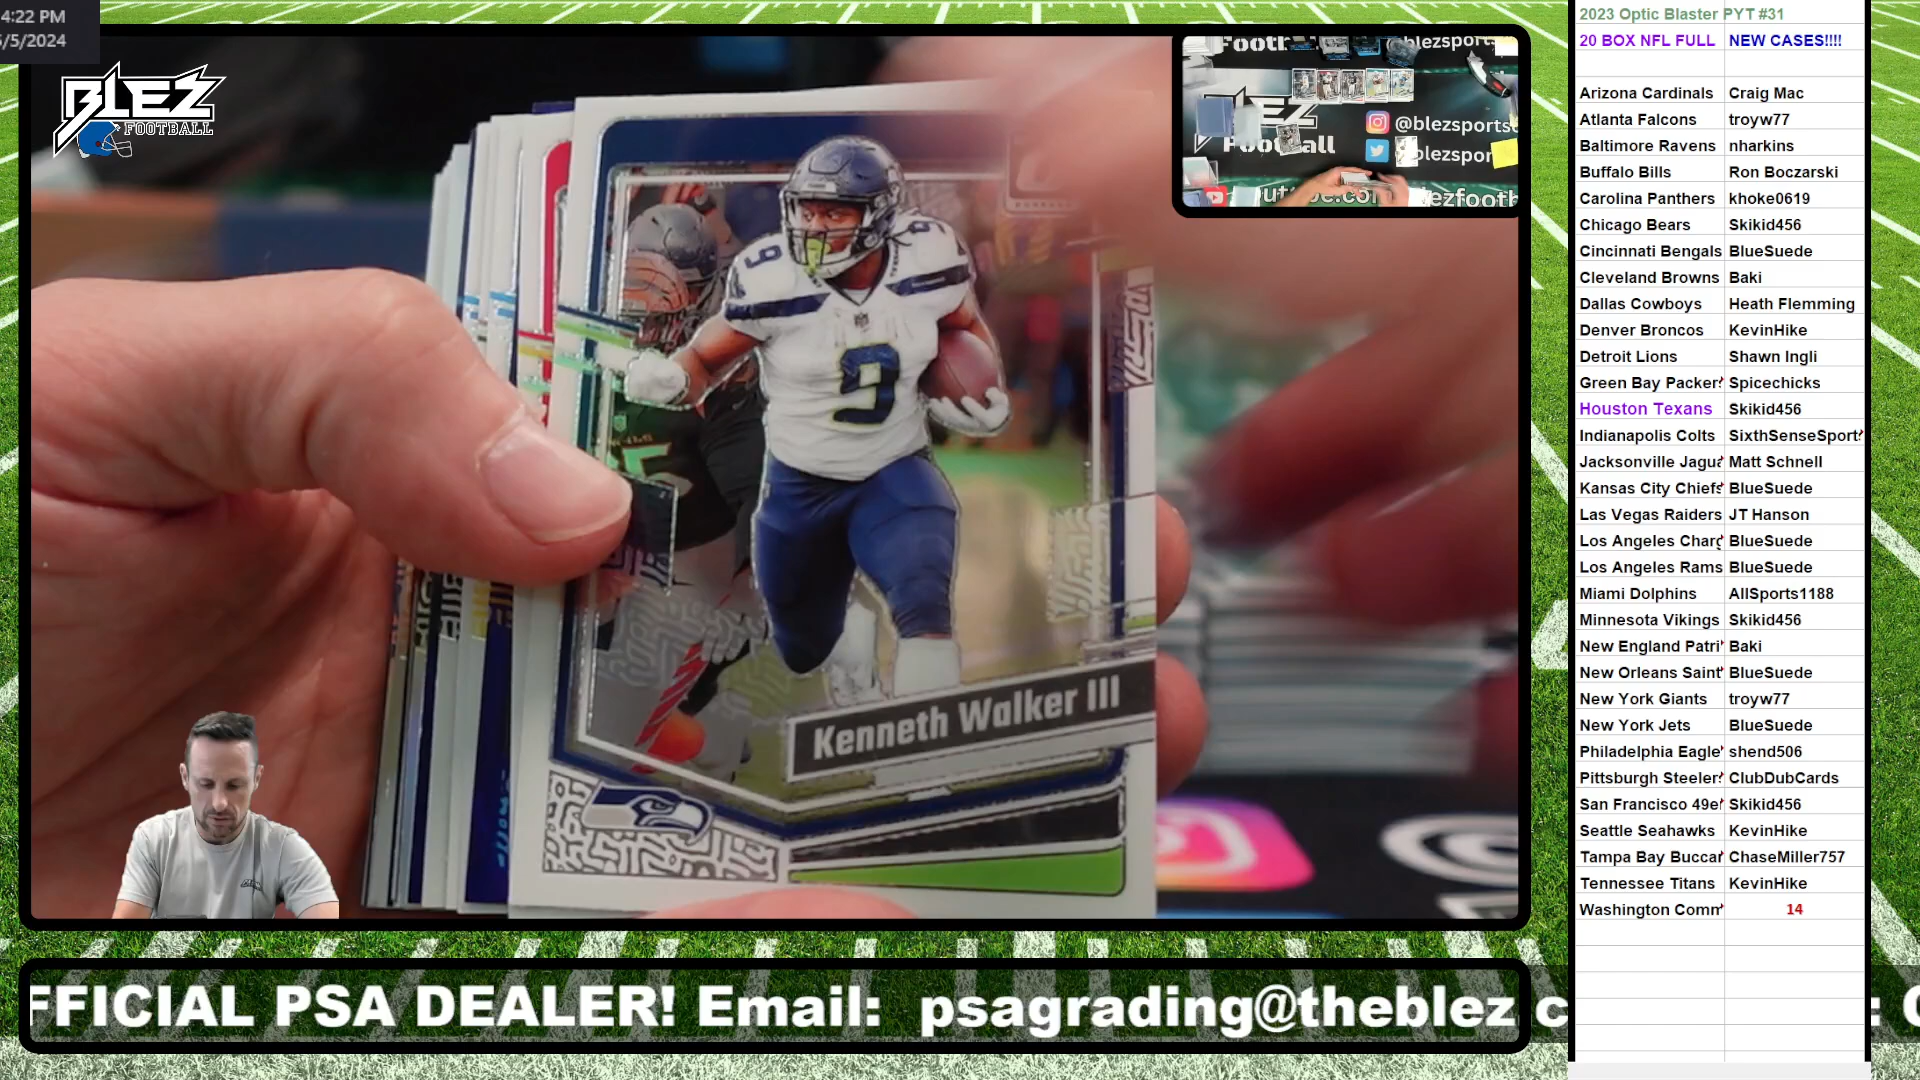 4:22 PM
/5/2024
BLEZ
FOOTBALL
9
9
9
Kenneth Walker III
@blezsports
BLEZ
@blezsports
Football
blezspor
FFICIAL PSA DEALER! Email: psagrading@theblez.c
2023 Optic Blaster PYT #31
20 BOX NFL FULL NEW CASES!!!!
Arizona Cardinals Craig Mac
Atlanta Falcons troyw77
Baltimore Ravens nharkins
Buffalo Bills Ron Boczarski
Carolina Panthers khoke0619
Chicago Bears Skikid456
Cincinnati Bengals BlueSuede
Cleveland Browns Baki
Dallas Cowboys Heath Flemming
Denver Broncos KevinHike
Detroit Lions Shawn Ingli
Green Bay Packer Spicechicks
Houston Texans Skikid456
Indianapolis Colts SixthSenseSport
Jacksonville Jagua Matt Schnell
Kansas City Chiefs BlueSuede
Las Vegas Raiders JT Hanson
Los Angeles Charg BlueSuede
Los Angeles Rams BlueSuede
Miami Dolphins AllSports1188
Minnesota Vikings Skikid456
New England Patri Baki
New Orleans Saint BlueSuede
New York Giants troyw77
New York Jets BlueSuede
Philadelphia Eagle shend506
Pittsburgh Steeler ClubDubCards
San Francisco 49e Skikid456
Seattle Seahawks KevinHike
Tampa Bay Buccar ChaseMiller757
Tennessee Titans KevinHike
Washington Comm 14